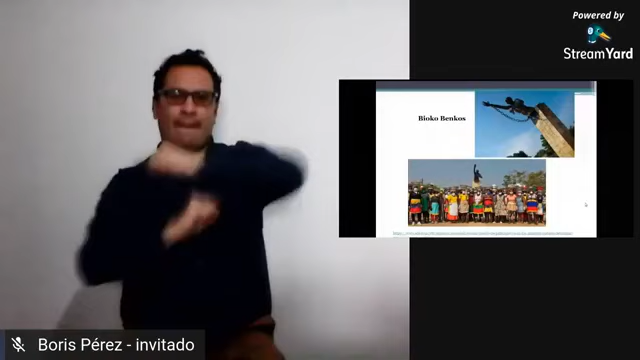 Powered by
StreamYard
Bioko Benkos
Boris Pérez - invitado